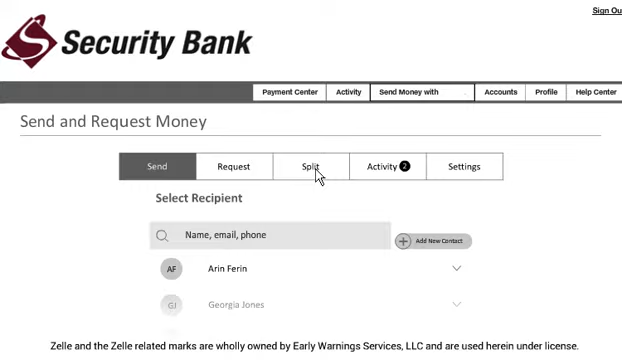 Sign Ou
Security Bank
Payment Center Activity Send Money with Accounts Profile Help Center
Send and Request Money
Send Request Split Activity 2 Settings
Select Recipient
Name, email, phone
Add New Contact
AF Arin Ferin
GJ Georgia Jones
Zelle and the Zelle related marks are wholly owned by Early Warnings Services, LLC and are used herein under license.